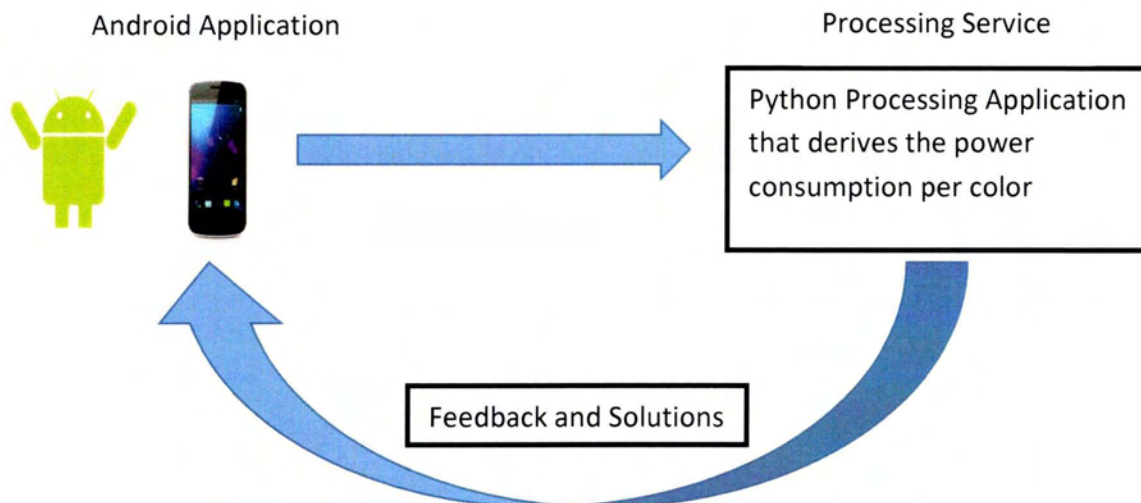 Android Application
Processing Service
Python Processing Application
that derives the power
consumption per color
Feedback and Solutions